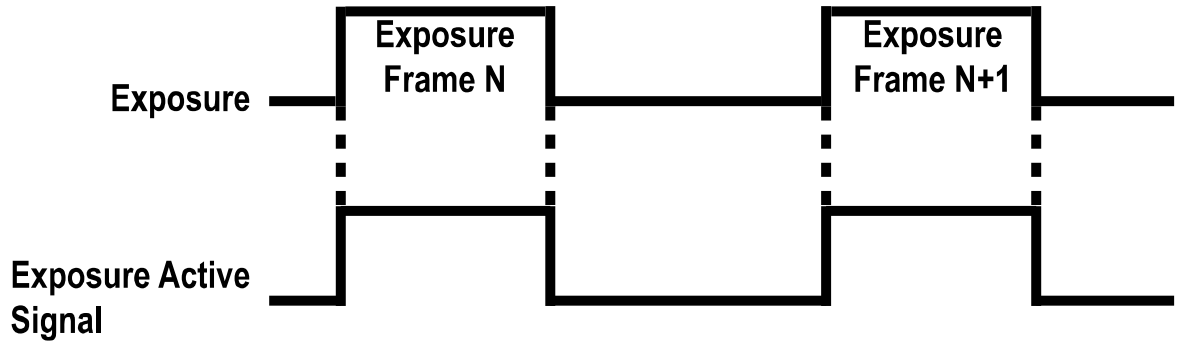 Exposure
Frame N
Exposure
Frame N+1
Exposure
Exposure Active
Signal